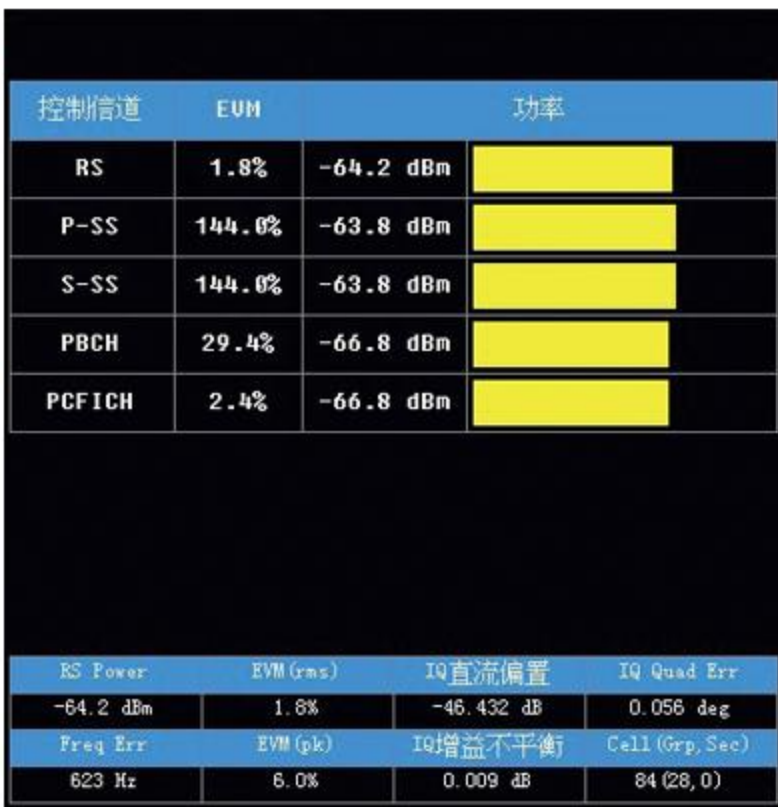 控制信道 EVM 功率
RS 1.8% -64.2 dBm
P-SS 144.0% -63.8 dBm
S-SS 144.0% -63.8 dBm
PBCH 29.4% -66.8 dBm
PCFICH 2.4% -66.8 dBm
RS Power EVM(rms) IQ直流偏置 IQ Quad Err
-64.2 dBm 1.8% -46.432 dB 0.056 deg
Freq Err EVM(pk) IQ增益不平衡 Cell(Grp,Sec)
623 Hz 6.0% 0.009 dB 84(28,0)